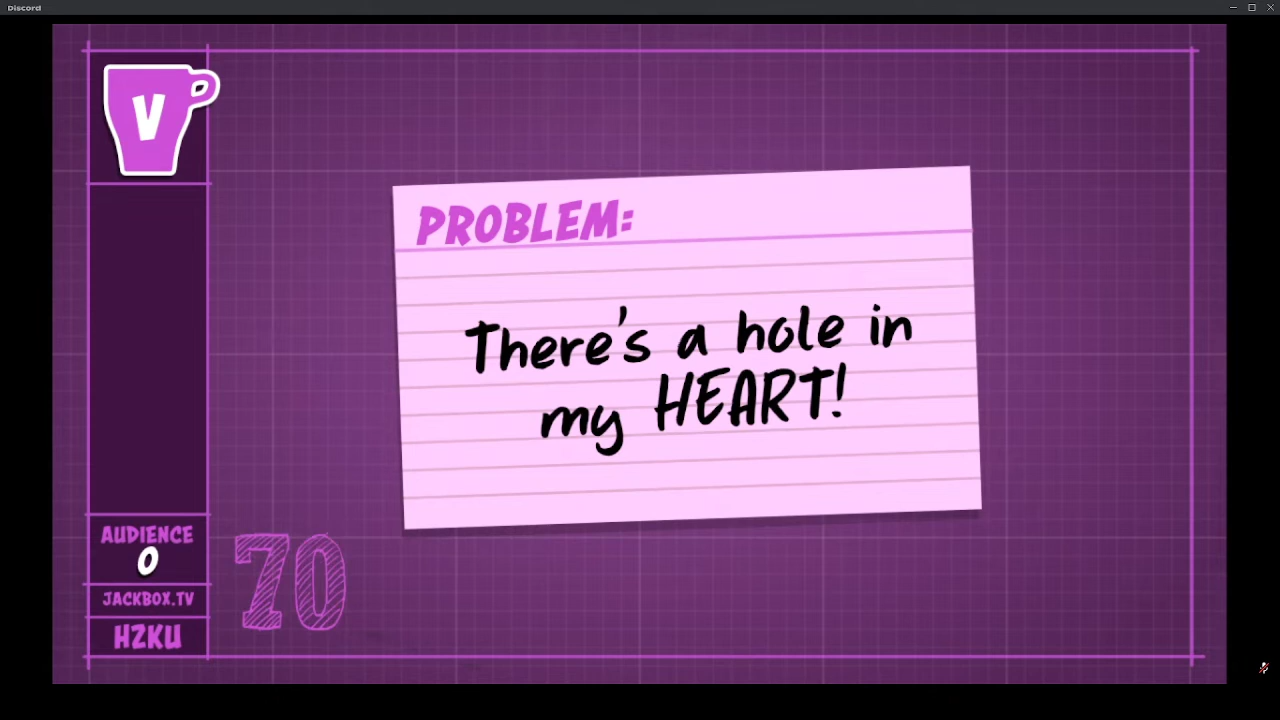 Discord
V
PROBLEM:
There's a hole in
my HEART!
AUDIENCE
0
JACKBOX.TV
HZKU
70